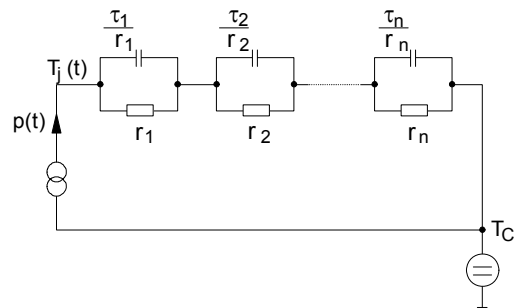 τ1 τ2 τn
r1 r2 rn
Tj (t)
p(t)
r1 r2 rn
TC